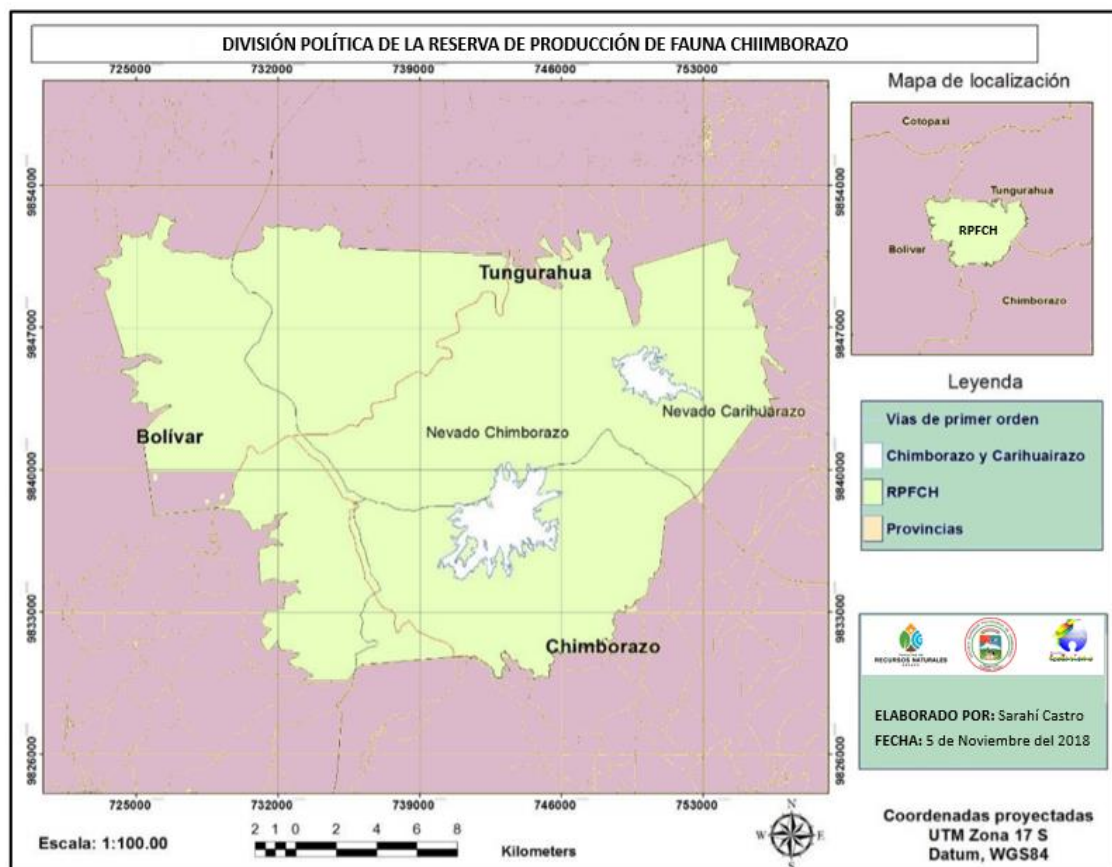 DIVISIÓN POLÍTICA DE LA RESERVA DE PRODUCCIÓN DE FAUNA CHIIMBORAZO
725000 732000 739000 746000 753000
9854000
9847000
9840000
9833000
9826000
Tungurahua
Nevado Carihuarazo
Nevado Chimborazo
Bolívar
Chimborazo
9854000
9847000
9840000
9833000
9826000
725000 732000 739000 746000 753000
Mapa de localización
Cotopaxi
Tungurahua
RPFCH
Bolivar
Chimborazo
Leyenda
Vias de primer orden
Chimborazo y Carihuairazo
RPFCH
Provincias
RECURSOS NATURALES
ELABORADO POR: Sarahí Castro
FECHA: 5 de Noviembre del 2018
Escala: 1:100.00
2 1 0 2 4 6 8
Kilometers
N
W E
S
Coordenadas proyectadas
UTM Zona 17 S
Datum, WGS84